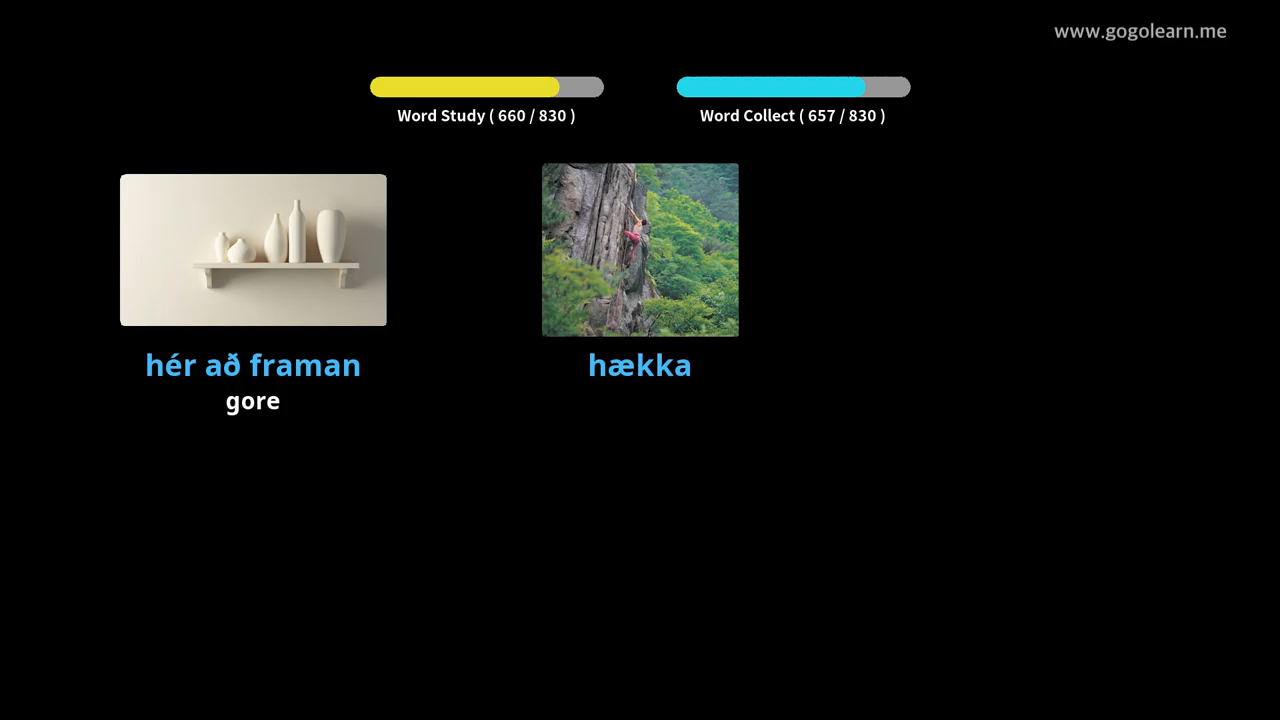 www.gogolearn.me
Word Study ( 660 / 830 )
Word Collect ( 657 / 830 )
hér að framan
gore
hækka